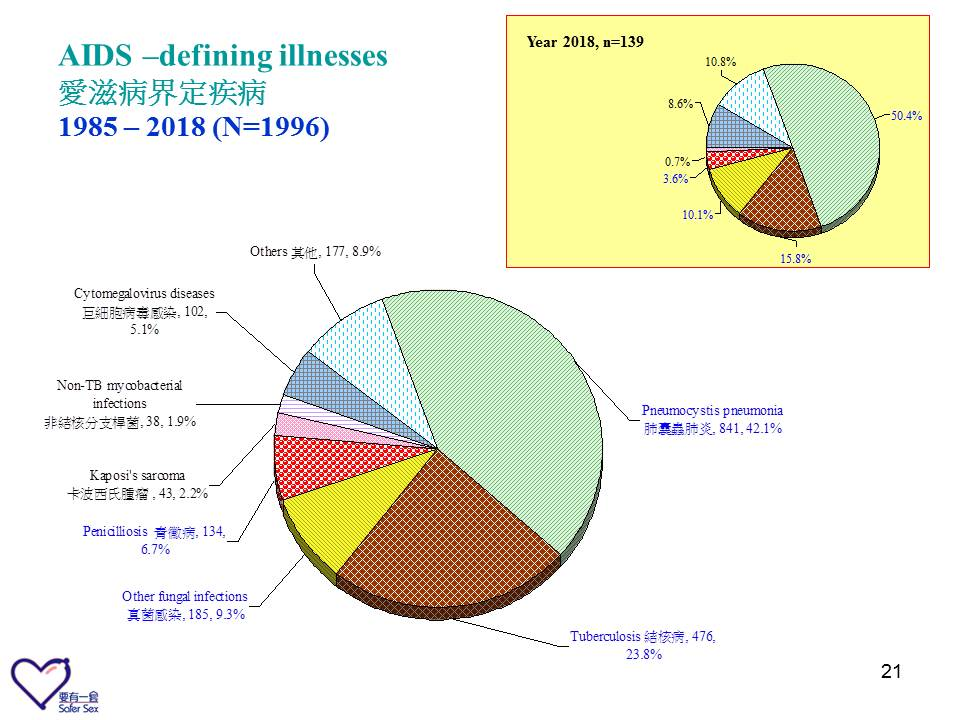 AIDS –defining illnesses
愛滋病界定疾病
1985 – 2018 (N=1996)
Year 2018, n=139
10.8%
8.6%
50.4%
0.7%
3.6%
10.1%
15.8%
Others 其他, 177, 8.9%
Cytomegalovirus diseases
巨細胞病毒感染, 102,
5.1%
Non-TB mycobacterial
infections
非結核分支桿菌, 38, 1.9%
Pneumocystis pneumonia
肺囊蟲肺炎, 841, 42.1%
Kaposi's sarcoma
卡波西氏腫瘤 , 43, 2.2%
Penicilliosis 青黴病, 134,
6.7%
Other fungal infections
真菌感染, 185, 9.3%
Tuberculosis 結核病, 476,
23.8%
要有一套
Safer Sex
21